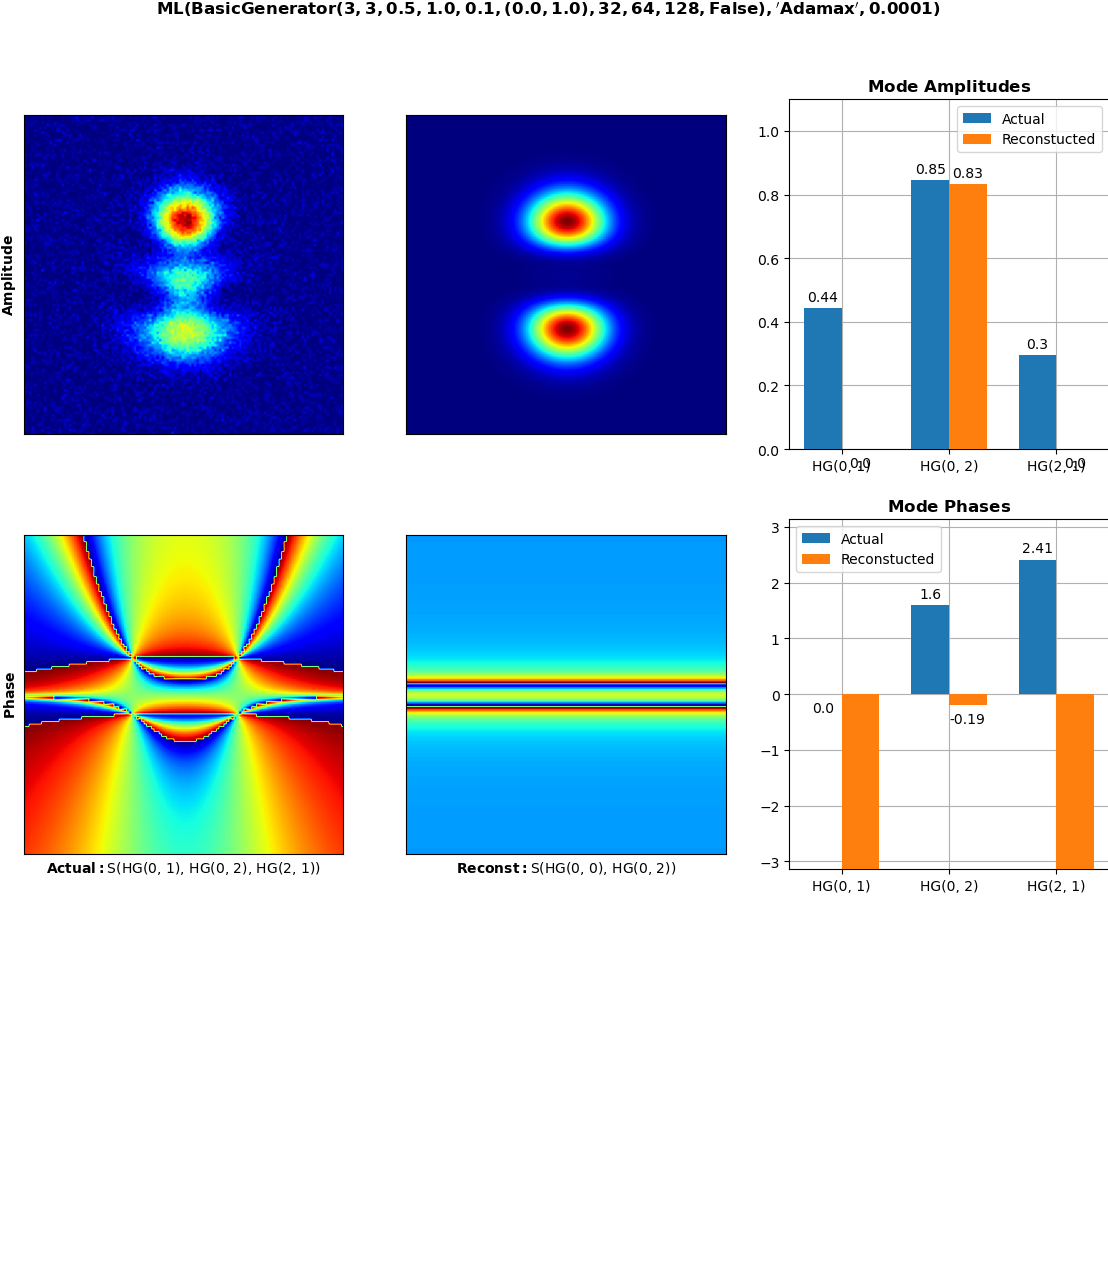 ML(BasicGenerator(3, 3, 0.5, 1.0, 0.1, (0.0, 1.0), 32, 64, 128, False), ′Adamax′, 0.0001)
Amplitude
Mode Amplitudes
Actual
Reconstucted
1.0
0.8
0.6
0.4
0.2
0.0
0.44
0.0
0.85
0.83
0.3
0.0
HG(0, 1)
HG(0, 2)
HG(2, 1)
Phase
Actual: S(HG(0, 1), HG(0, 2), HG(2, 1))
Reconst: S(HG(0, 0), HG(0, 2))
Mode Phases
Actual
Reconstucted
3
2
1
0
−1
−2
−3
0.0
1.6
-0.19
2.41
HG(0, 1)
HG(0, 2)
HG(2, 1)